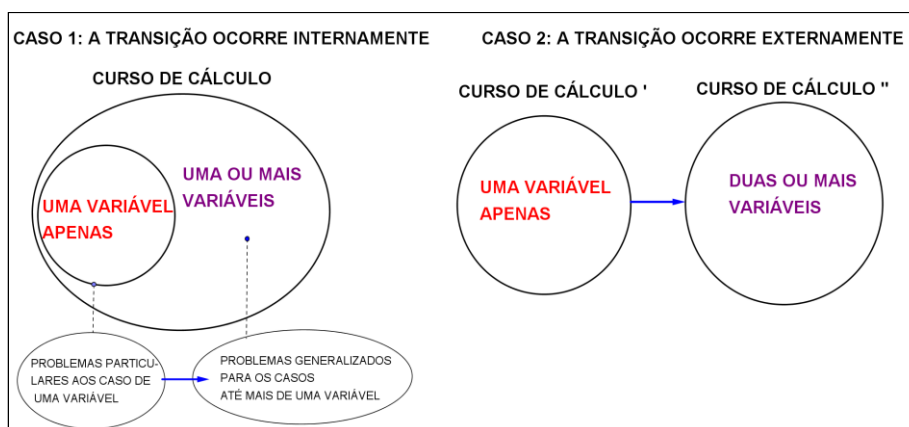 CASO 1: A TRANSIÇÃO OCORRE INTERNAMENTE
CURSO DE CÁLCULO
UMA VARIÁVEL
APENAS
UMA OU MAIS
VARIÁVEIS
PROBLEMAS PARTICU-
LARES AOS CASO DE
UMA VARIÁVEL
PROBLEMAS GENERALIZADOS
PARA OS CASOS
ATÉ MAIS DE UMA VARIÁVEL
CASO 2: A TRANSIÇÃO OCORRE EXTERNAMENTE
CURSO DE CÁLCULO '
UMA VARIÁVEL
APENAS
CURSO DE CÁLCULO "
DUAS OU MAIS
VARIÁVEIS